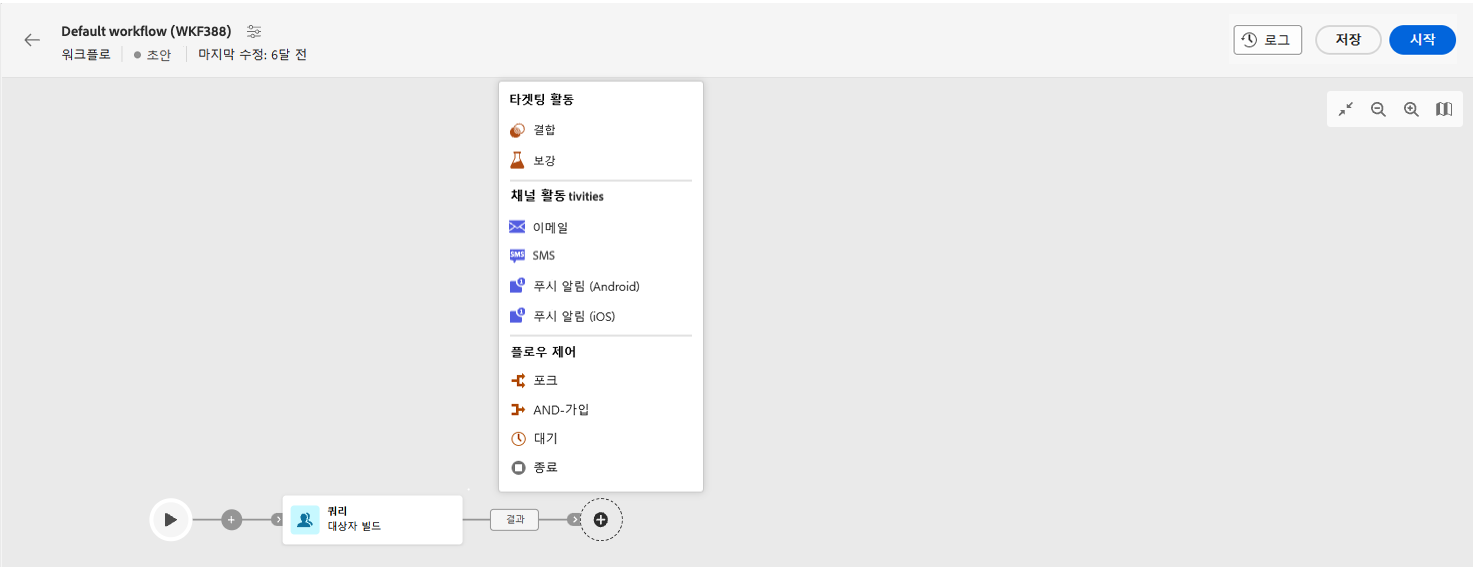 Default workflow (WKF388)
워크플로 초안 마지막 수정: 6달 전
로그 저장 시작
타겟팅 활동
결합
보강
채널 활동 tivities
이메일
SMS SMS
1 푸시 알림 (Android)
1 푸시 알림 (iOS)
플로우 제어
포크
AND-가입
대기
종료
쿼리
대상자 빌드
결과